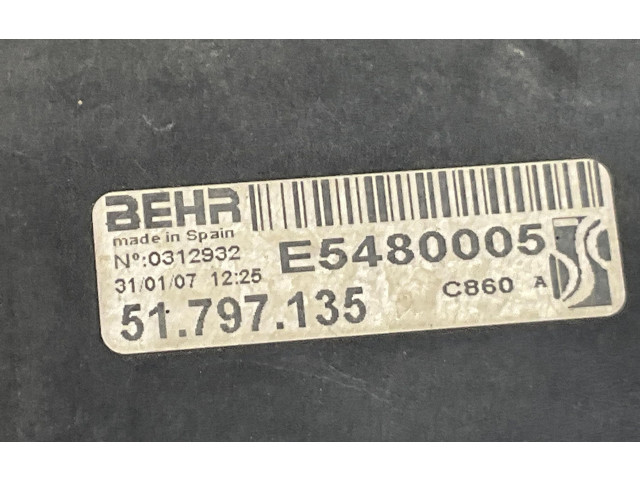 BEHR
made in Spain
Nº:0312932 E5480005
31/01/07 12:25 C860 A
51.797.135